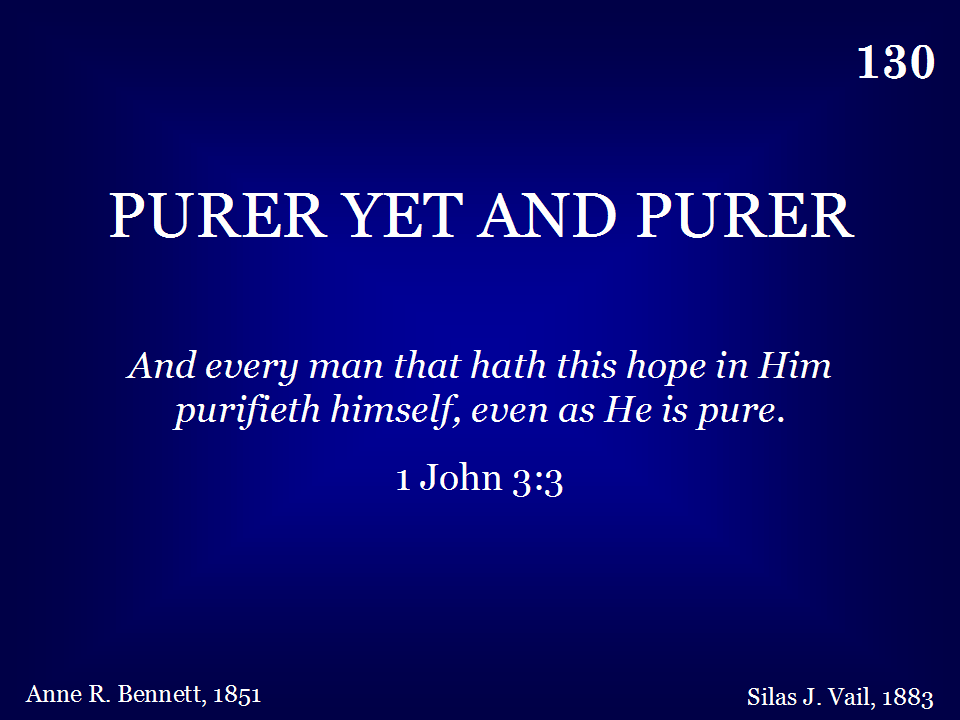 130
PURER YET AND PURER
And every man that hath this hope in Him
purifieth himself, even as He is pure.
1 John 3:3
Anne R. Bennett, 1851
Silas J. Vail, 1883